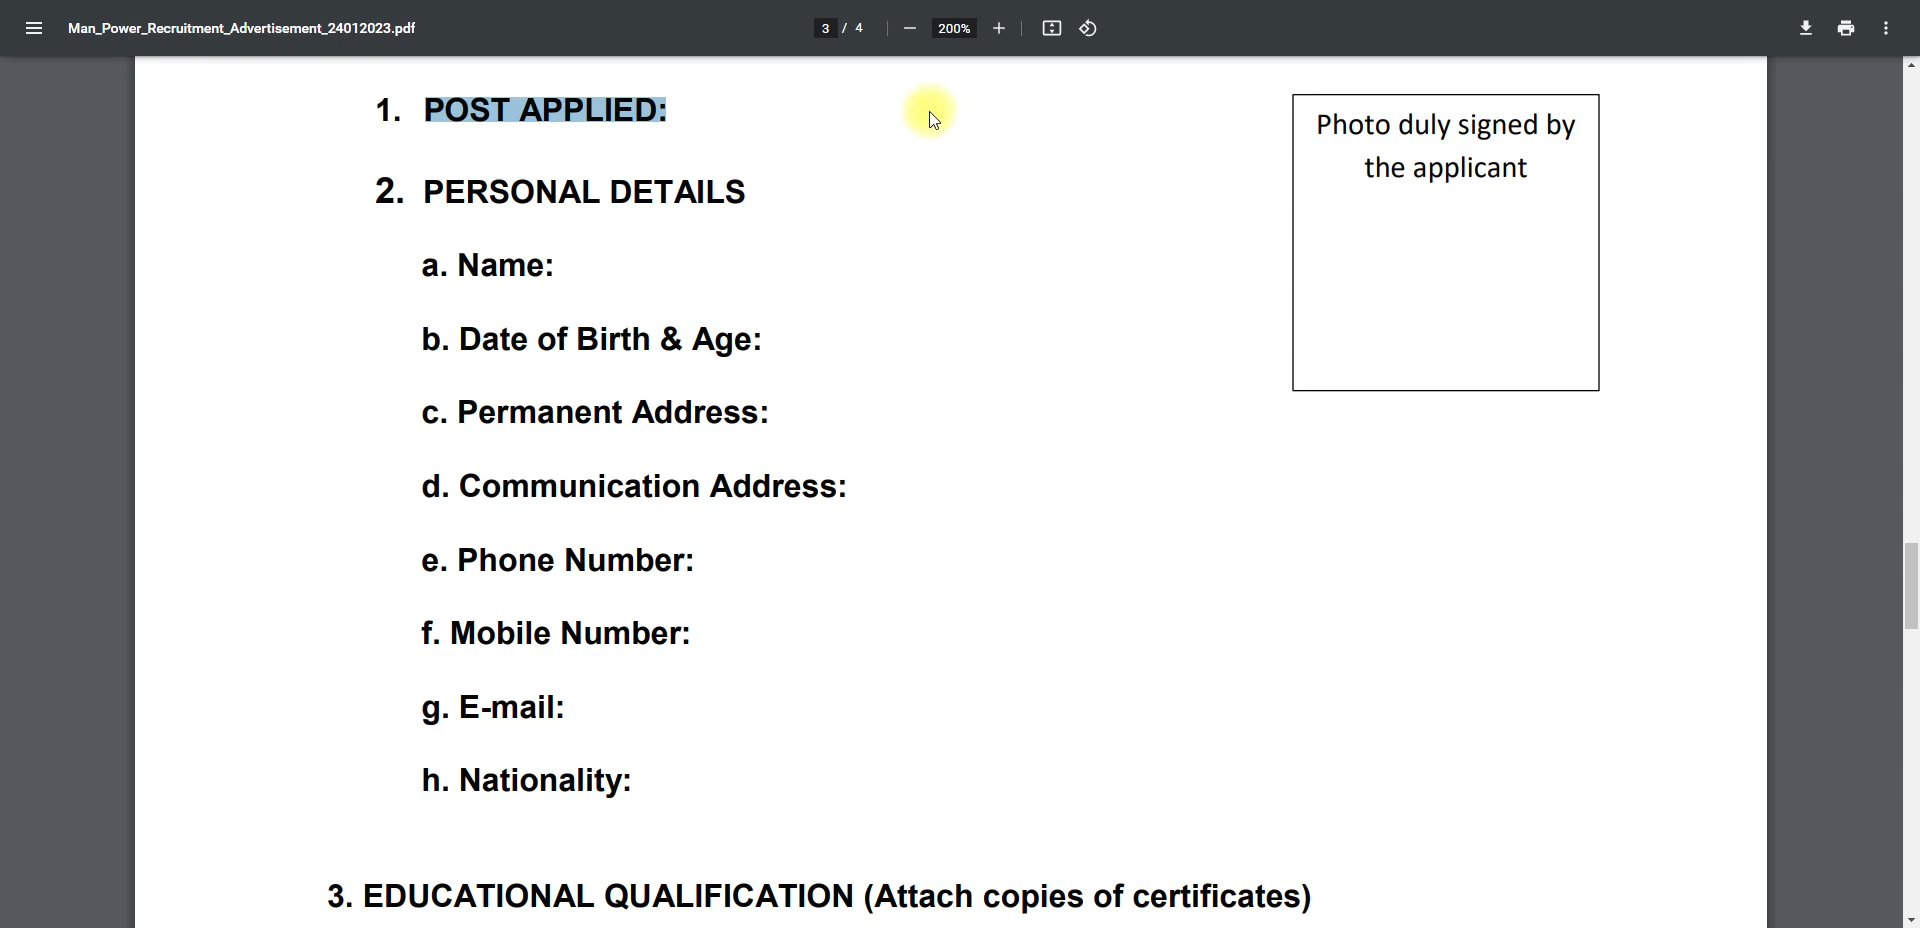 Man_Power_Recruitment_Advertisement_24012023.pdf
3 / 4
200%
1. POST APPLIED:
Photo duly signed by
the applicant
2. PERSONAL DETAILS
a. Name:
b. Date of Birth & Age:
c. Permanent Address:
d. Communication Address:
e. Phone Number:
f. Mobile Number:
g. E-mail:
h. Nationality:
3. EDUCATIONAL QUALIFICATION (Attach copies of certificates)